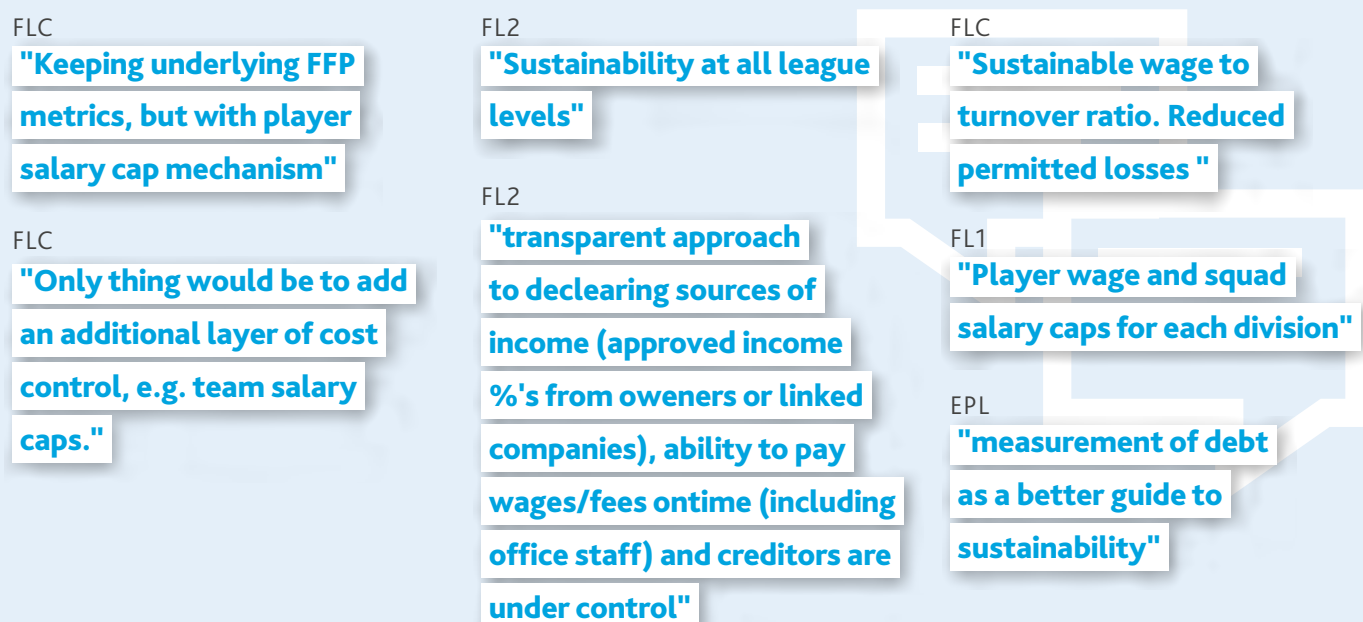 FLC
"Keeping underlying FFP
metrics, but with player
salary cap mechanism"
FLC
"Only thing would be to add
an additional layer of cost
control, e.g. team salary
caps."
FL2
"Sustainability at all league
levels"
FL2
"transparent approach
to declearing sources of
income (approved income
%'s from oweners or linked
companies), ability to pay
wages/fees ontime (including
office staff) and creditors are
under control"
FLC
"Sustainable wage to
turnover ratio. Reduced
permitted losses "
FL1
"Player wage and squad
salary caps for each division"
EPL
"measurement of debt
as a better guide to
sustainability"